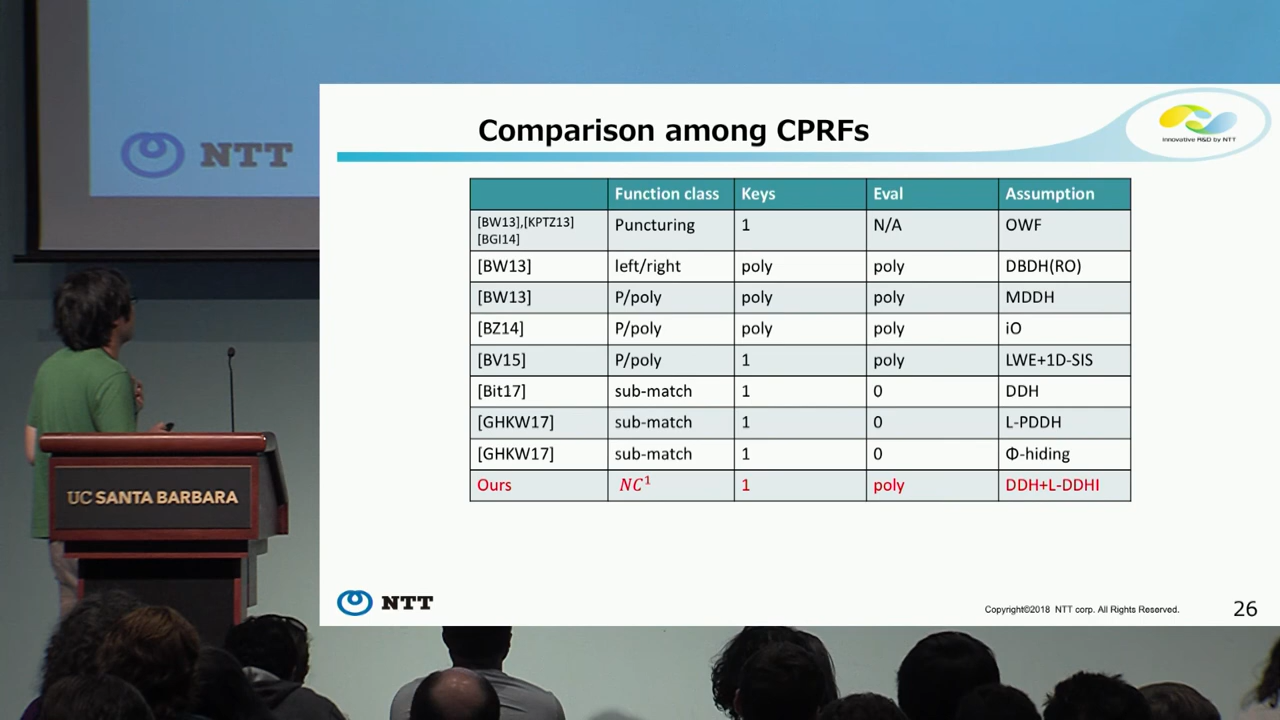 NTT
Comparison among CPRFs
Innovative R&D by NTT
Function class Keys Eval Assumption
[BW13],[KPTZ13]
[BGI14] Puncturing 1 N/A OWF
[BW13] left/right poly poly DBDH(RO)
[BW13] P/poly poly poly MDDH
[BZ14] P/poly poly poly iO
[BV15] P/poly 1 poly LWE+1D-SIS
[Bit17] sub-match 1 0 DDH
[GHKW17] sub-match 1 0 L-PDDH
[GHKW17] sub-match 1 0 Φ-hiding
Ours NC¹ 1 poly DDH+L-DDHI
UC SANTA BARBARA
NTT
Copyright©2018 NTT corp. All Rights Reserved.
26